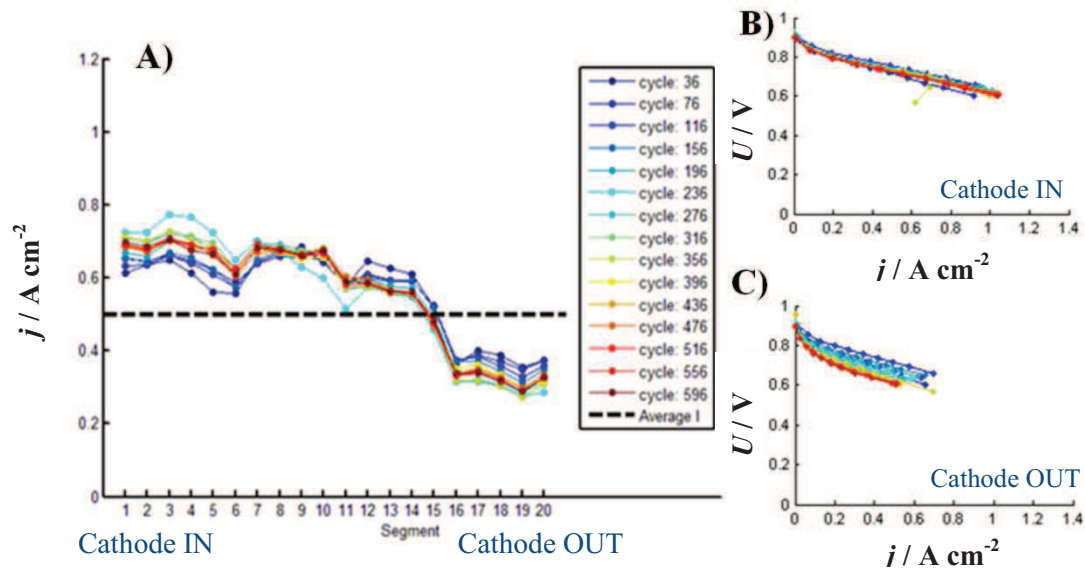 A)
j / A cm-2
1.2
1
0.8
0.6
0.4
0.2
0
1 2 3 4 5 6 7 8 9 10 11 12 13 14 15 16 17 18 19 20
Segment
Cathode IN
Cathode OUT
cycle: 36
cycle: 76
cycle: 116
cycle: 156
cycle: 196
cycle: 236
cycle: 276
cycle: 316
cycle: 356
cycle: 396
cycle: 436
cycle: 476
cycle: 516
cycle: 556
cycle: 596
Average I
B)
U / V
1
0.8
0.6
0.4
0.2
0
0 0.2 0.4 0.6 0.8 1 1.2 1.4
Cathode IN
j / A cm-2
C)
U / V
1
0.8
0.6
0.4
0.2
0
0 0.2 0.4 0.6 0.8 1 1.2 1.4
Cathode OUT
j / A cm-2